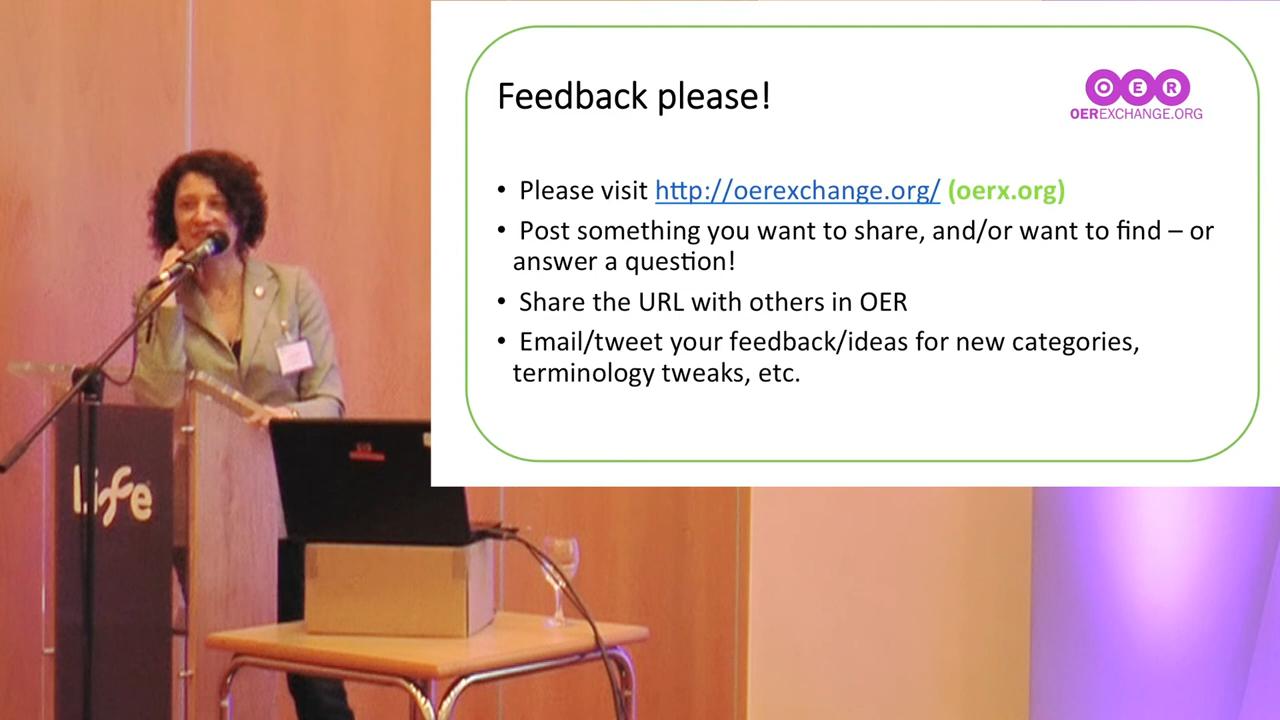 Feedback please!
O E R
OEREXCHANGE.ORG
• Please visit http://oerexchange.org/ (oerx.org)
• Post something you want to share, and/or want to find – or
answer a question!
• Share the URL with others in OER
• Email/tweet your feedback/ideas for new categories,
terminology tweaks, etc.
Life